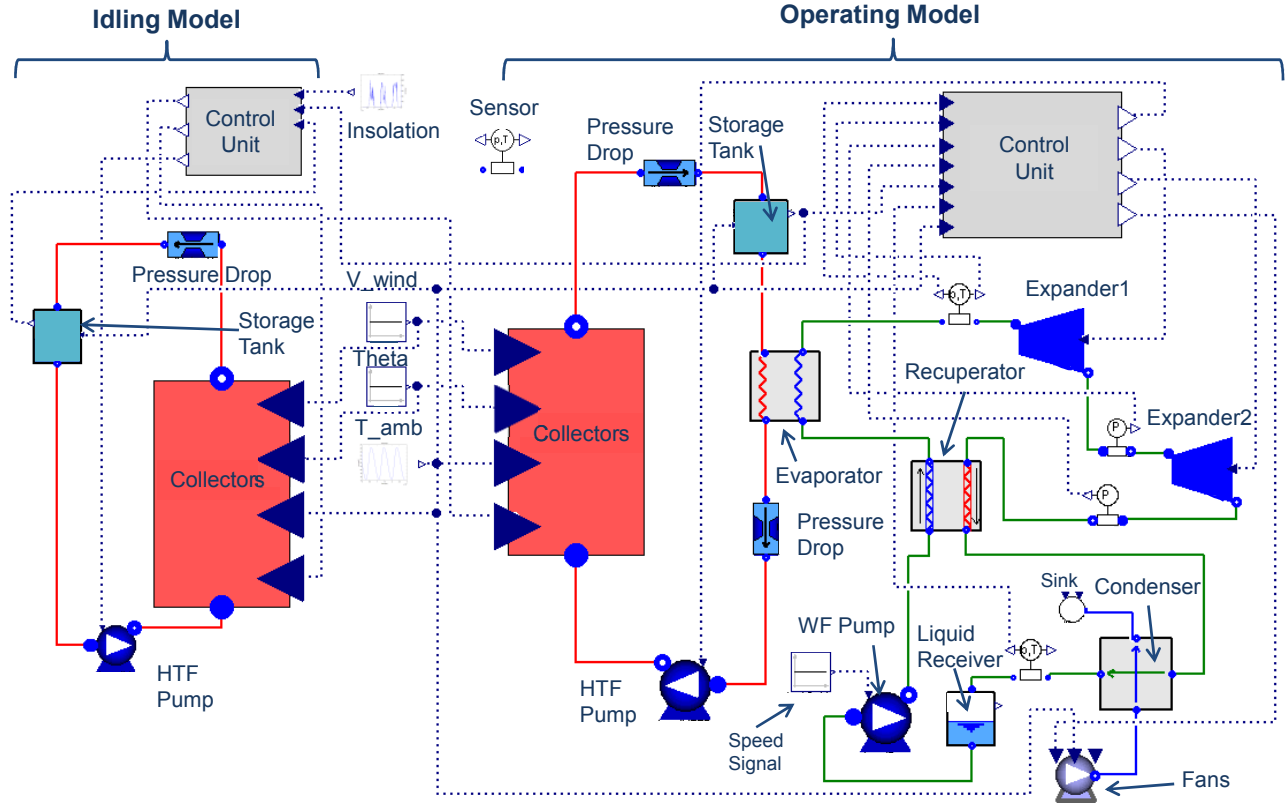 Idling Model
Operating Model
Control
Unit
Insolation
Sensor
p,T
Pressure
Drop
Storage
Tank
Control
Unit
Pressure Drop
V_wind
Storage
Tank
Theta
T_amb
Collectors
Collectors
p,T
Expander1
Recuperator
Evaporator
P
Expander2
P
Pressure
Drop
HTF
Pump
HTF
Pump
Speed
Signal
WF Pump
Liquid
Receiver
p,T
Sink
Condenser
Fans